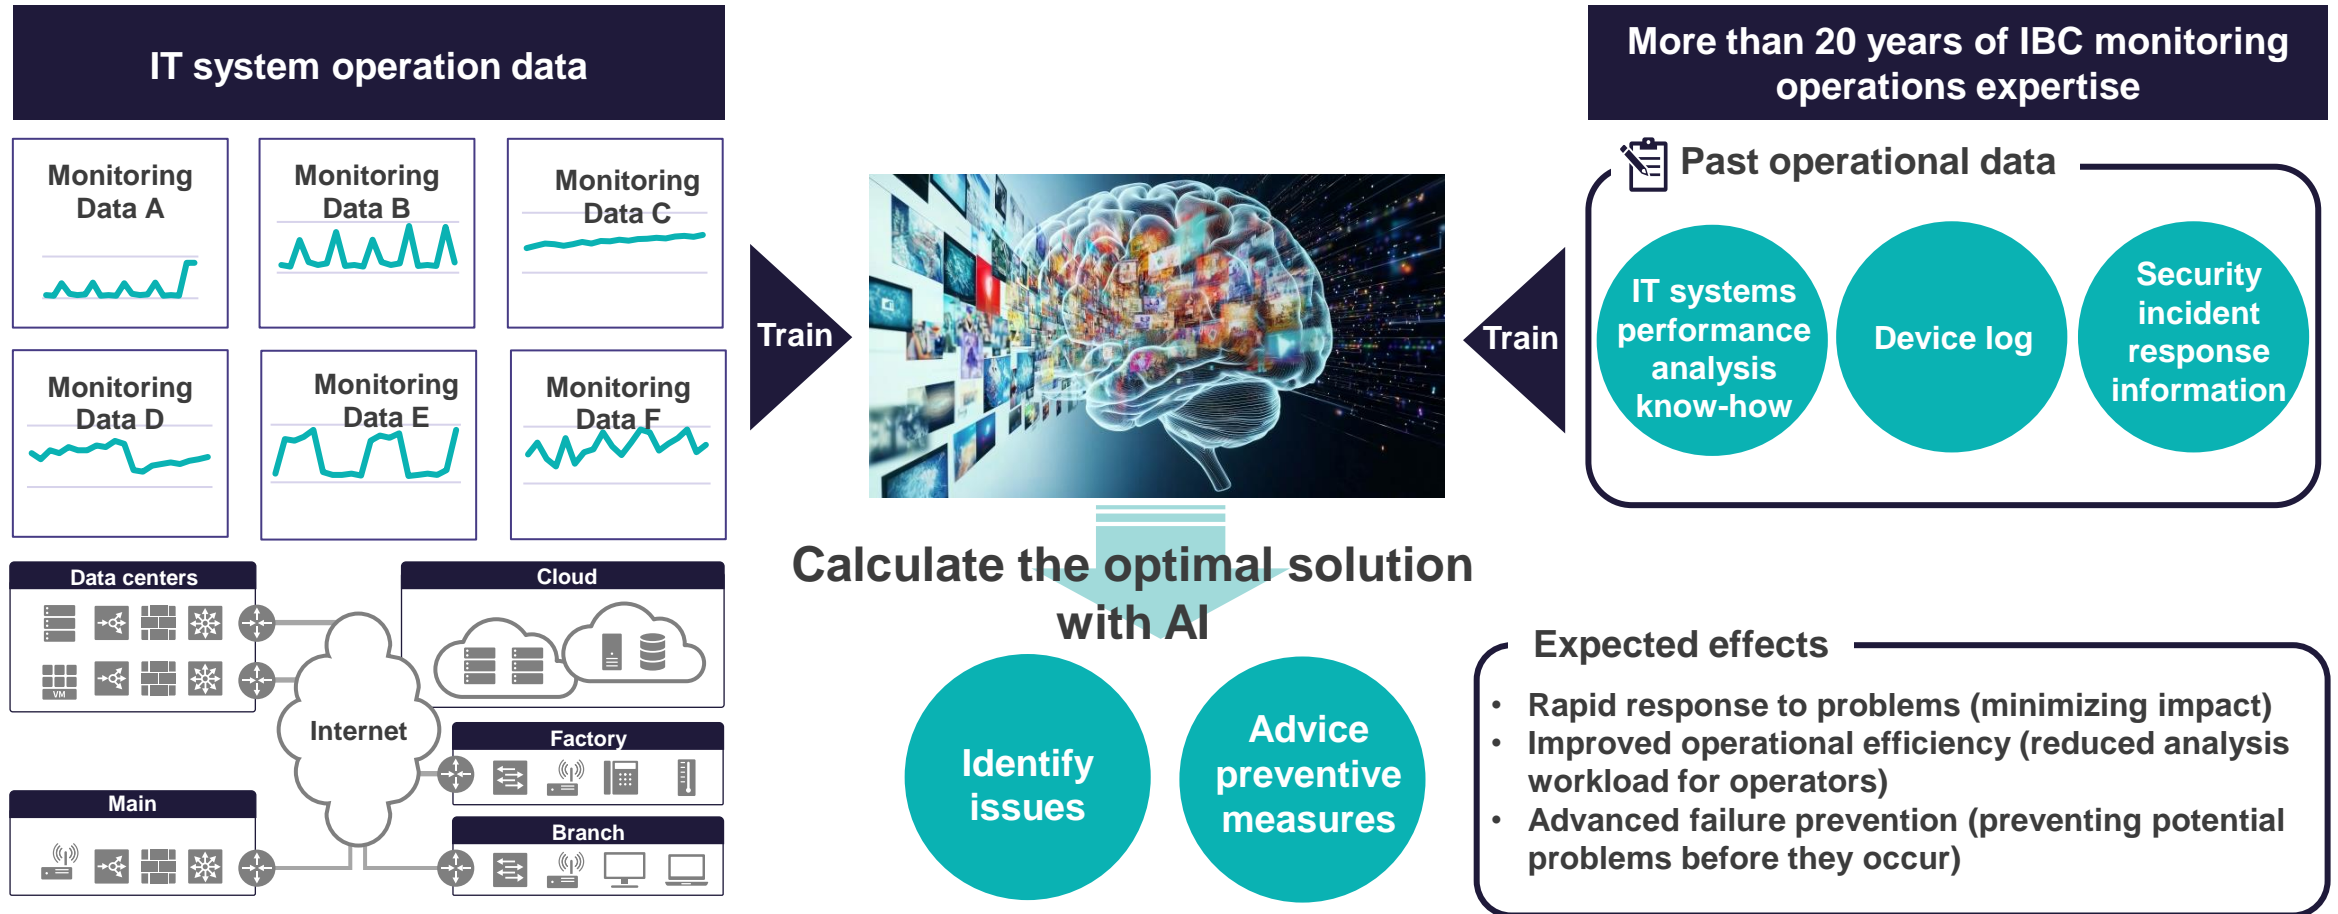 IT system operation data
Monitoring
Data A
Monitoring
Data B
Monitoring
Data C
Monitoring
Data D
Monitoring
Data E
Monitoring
Data F
Data centers
VM
Cloud
Internet
Factory
Main
Branch
Train
Calculate the optimal solution
with AI
Identify
issues
Advice
preventive
measures
More than 20 years of IBC monitoring
operations expertise
Past operational data
Train
IT systems
performance
analysis
know-how
Device log
Security
incident
response
information
Expected effects
• Rapid response to problems (minimizing impact)
• Improved operational efficiency (reduced analysis
workload for operators)
• Advanced failure prevention (preventing potential
problems before they occur)